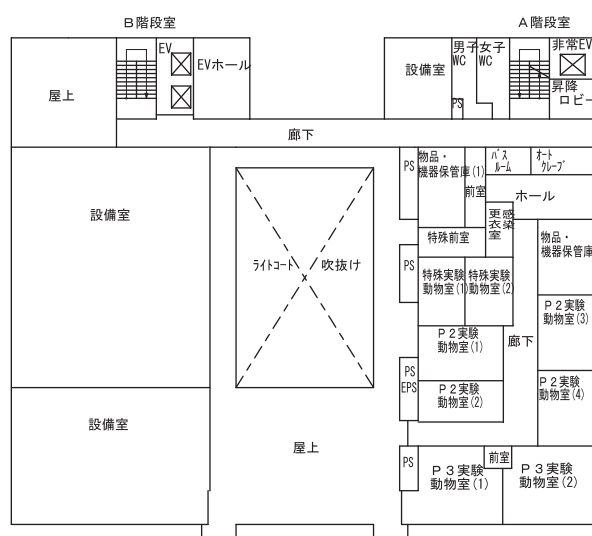 B階段室
A階段室
EV
EVホール
屋上
設備室
男子
WC
女子
WC
PS
非常EV
昇降
ロビー
廊下
設備室
ライトコート 吹抜け
PS
物品・
機器保管庫(1)
前室
バス
ルーム
オート
クレーブ
ホール
感染
更衣室
特殊前室
物品・
機器保管庫
PS
特殊実験
動物室(1)
特殊実験
動物室(2)
P2実験
動物室(3)
P2実験
動物室(1)
廊下
PS
EPS
P2実験
動物室(2)
P2実験
動物室(4)
設備室
屋上
PS
P3実験
動物室(1)
前室
P3実験
動物室(2)